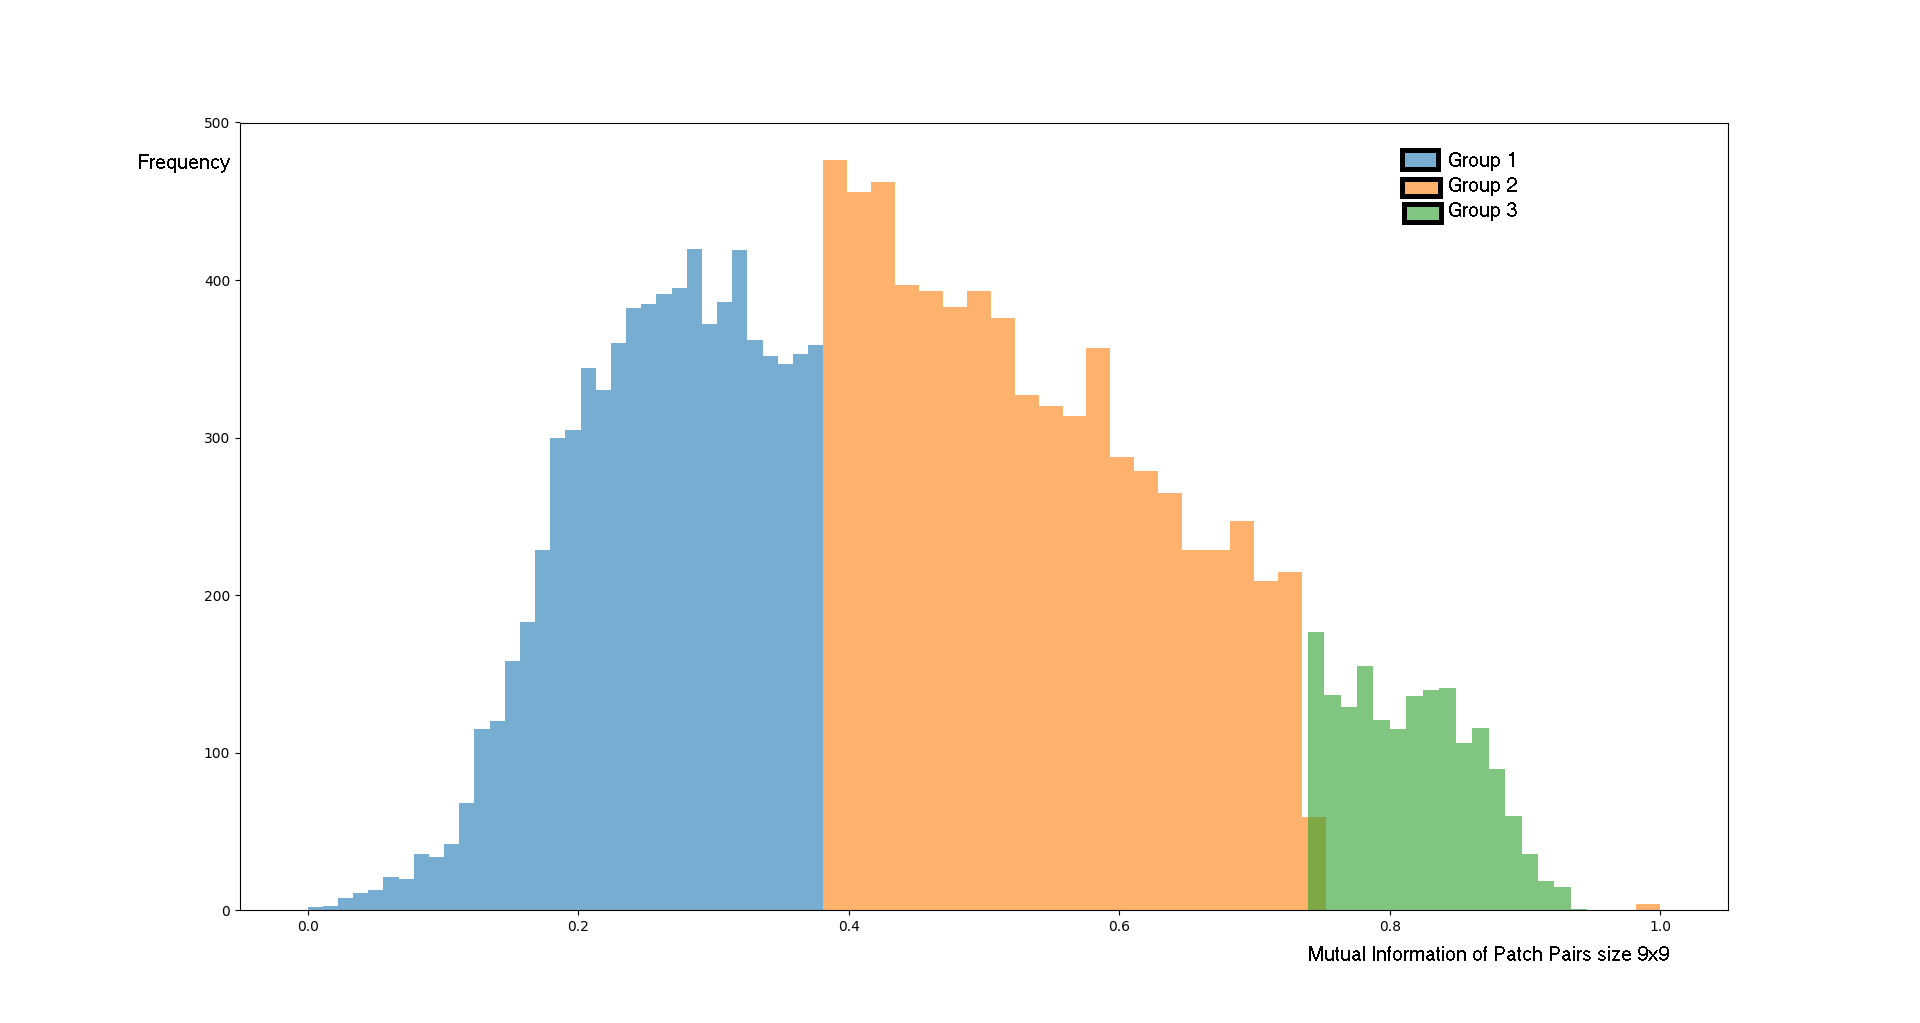 500
Frequency
Group 1
Group 2
Group 3
400
300
200
100
0
0.0 0.2 0.4 0.6 0.8 1.0
Mutual Information of Patch Pairs size 9x9